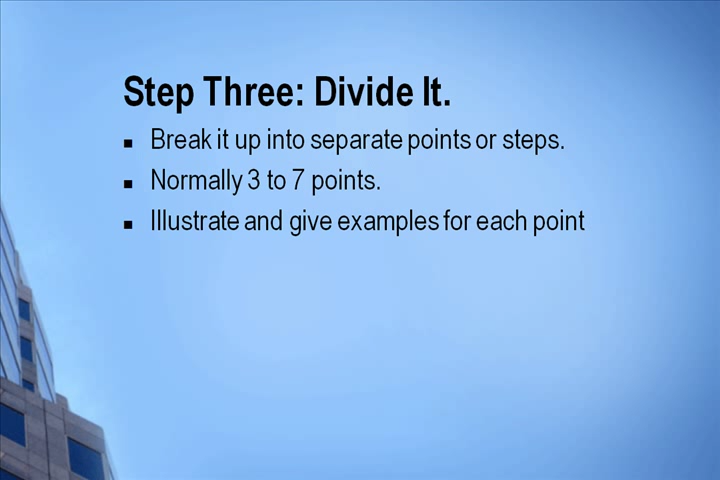 Step Three: Divide It.
▪ Break it up into separate points or steps.
▪ Normally 3 to 7 points.
▪ Illustrate and give examples for each point